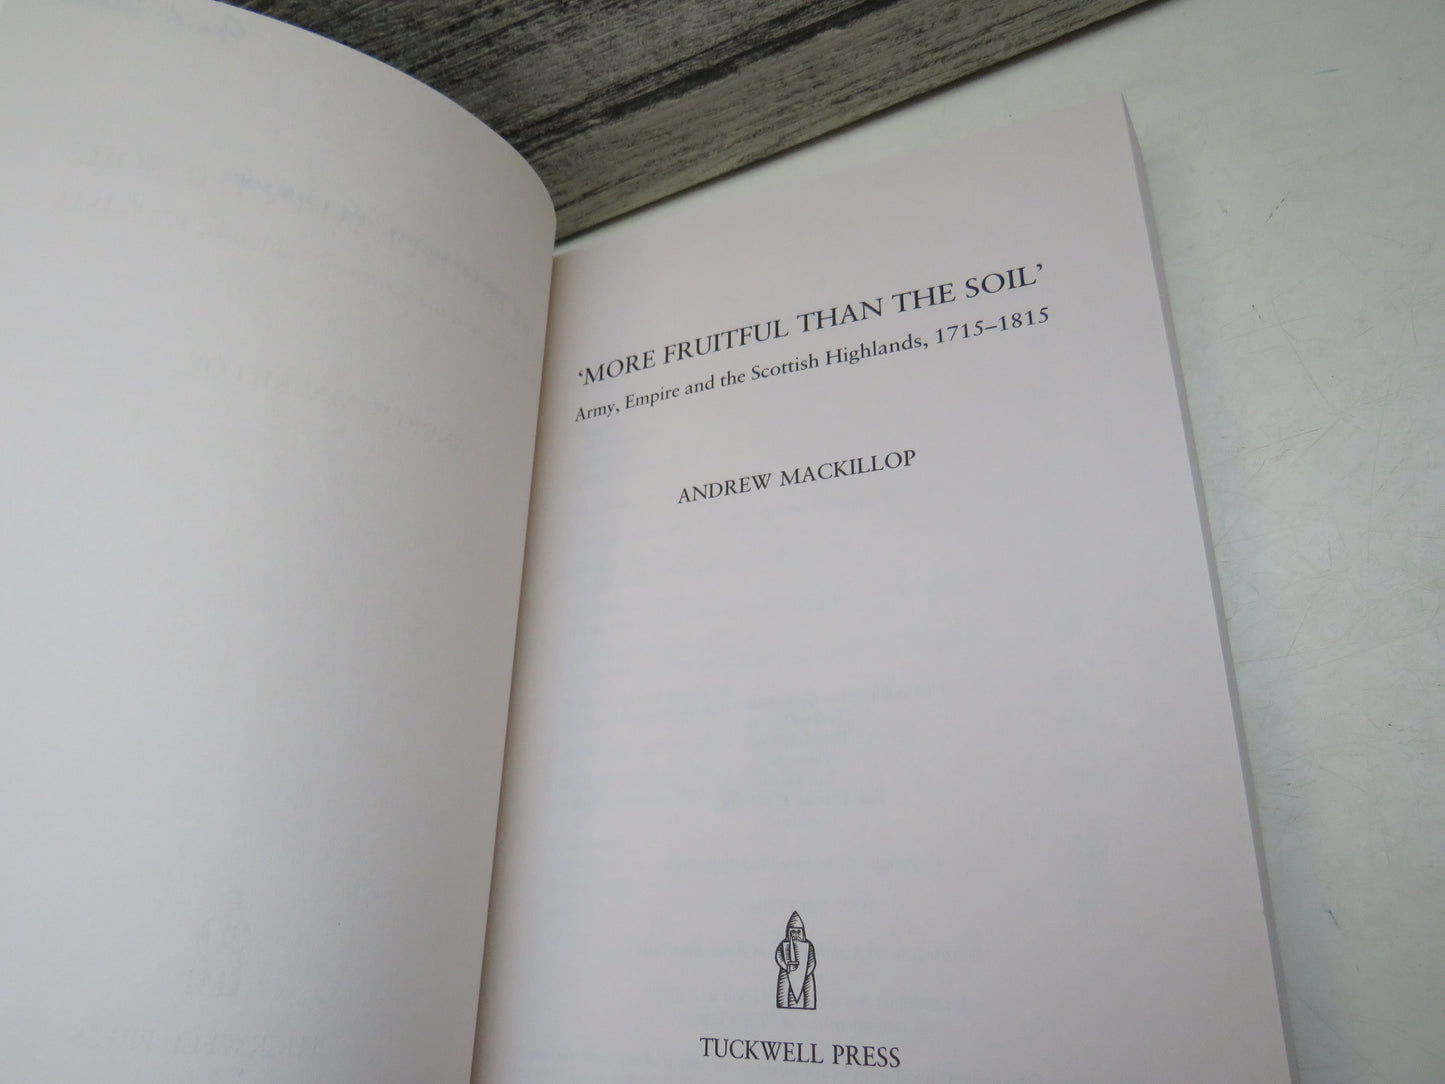 ‘MORE FRUITFUL THAN THE SOIL’
Army, Empire and the Scottish Highlands, 1715–1815
ANDREW MACKILLOP
TUCKWELL PRESS